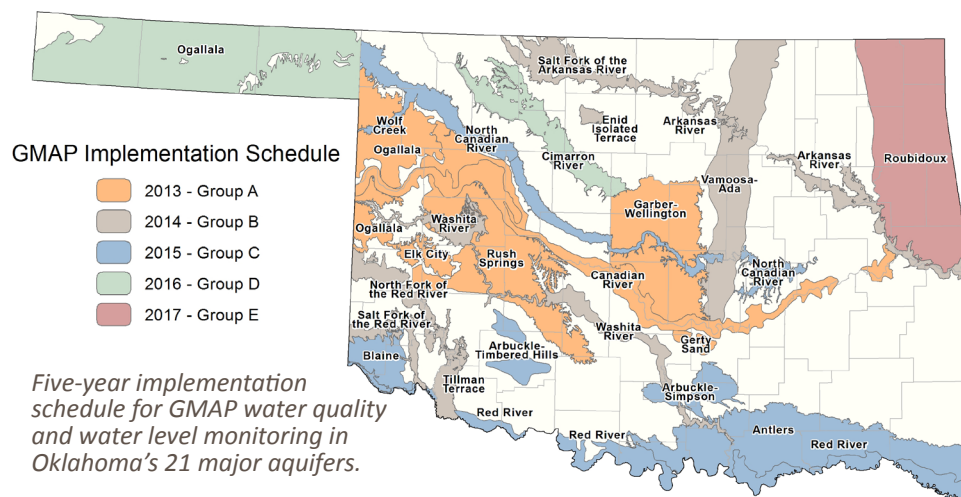 Ogallala
Salt Fork of the
Arkansas River
Wolf
Creek
Ogallala
North
Canadian
River
Enid
Isolated
Terrace
Arkansas
River
Cimarron
River
Vamoosa-
Ada
Arkansas
River
Roubidoux
GMAP Implementation Schedule
2013 - Group A
2014 - Group B
2015 - Group C
2016 - Group D
2017 - Group E
Garber-
Wellington
Ogallala
Washita
River
Elk City
Rush
Springs
Canadian
River
North
Canadian
River
North Fork of
the Red River
Salt Fork of
the Red River
Washita
River
Gerty
Sand
Blaine
Arbuckle-
Timbered Hills
Tillman
Terrace
Arbuckle-
Simpson
Red River
Red River
Antlers
Red River
Five-year implementation
schedule for GMAP water quality
and water level monitoring in
Oklahoma's 21 major aquifers.